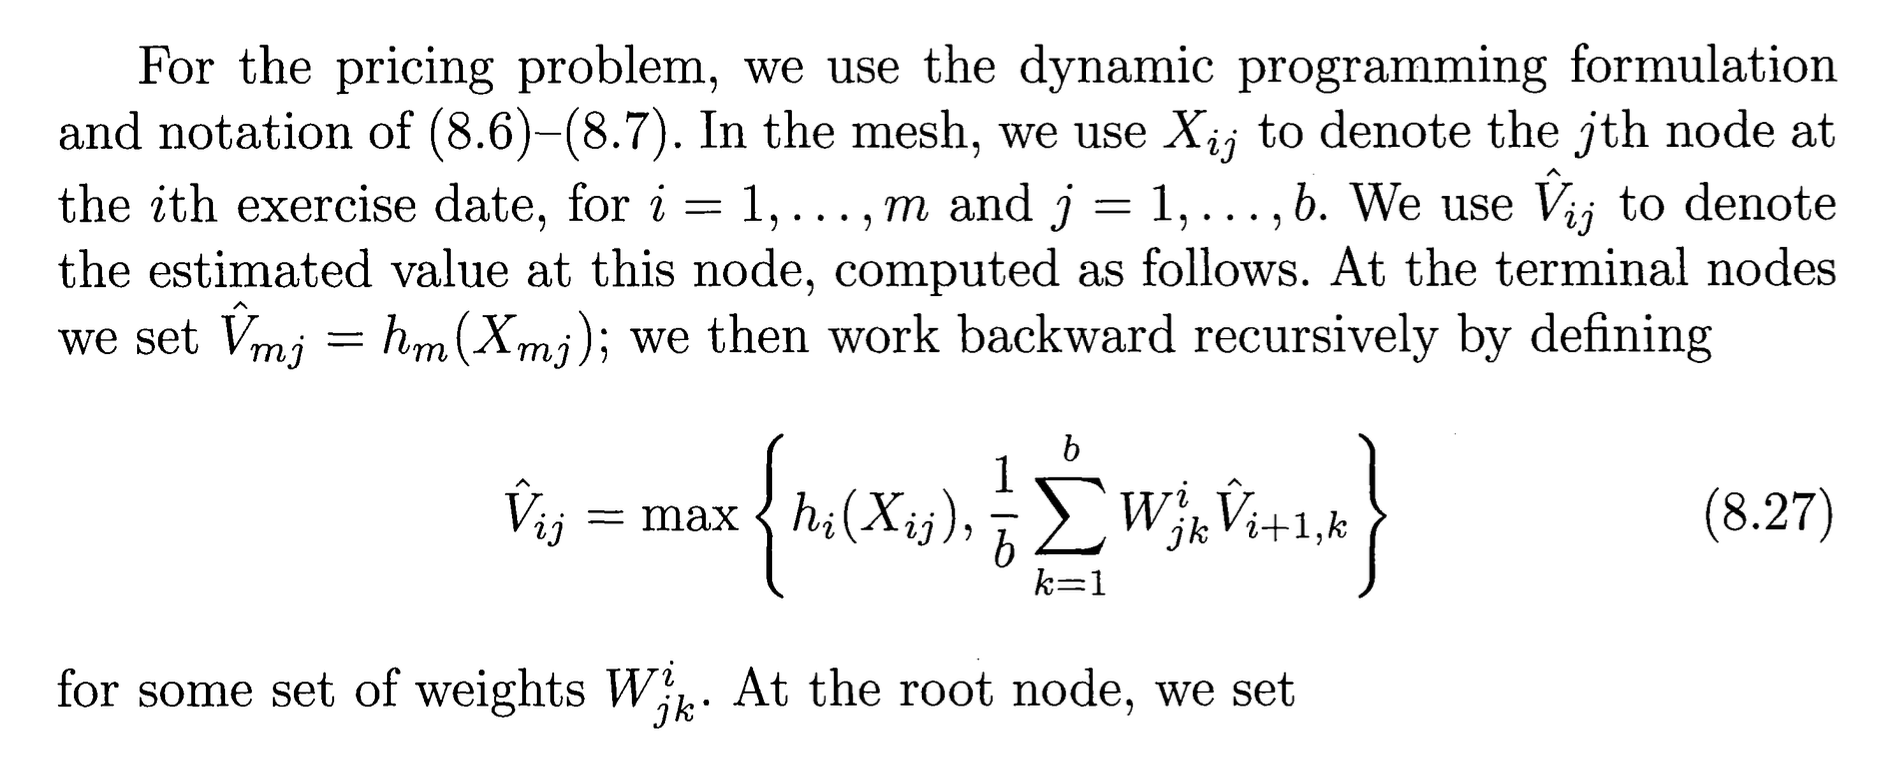 For the pricing problem, we use the dynamic programming formulation
and notation of (8.6)–(8.7). In the mesh, we use $X_{ij}$ to denote the $j$th node at
the $i$th exercise date, for $i = 1, \ldots, m$ and $j = 1, \ldots, b$. We use $\hat{V}_{ij}$ to denote
the estimated value at this node, computed as follows. At the terminal nodes
we set $\hat{V}_{mj} = h_m(X_{mj})$; we then work backward recursively by defining
$\hat{V}_{ij} = \max \left\{ h_i(X_{ij}), \frac{1}{b} \sum_{k=1}^{b} W_{jk}^i \hat{V}_{i+1,k} \right\}$ (8.27)
for some set of weights $W_{jk}^i$. At the root node, we set